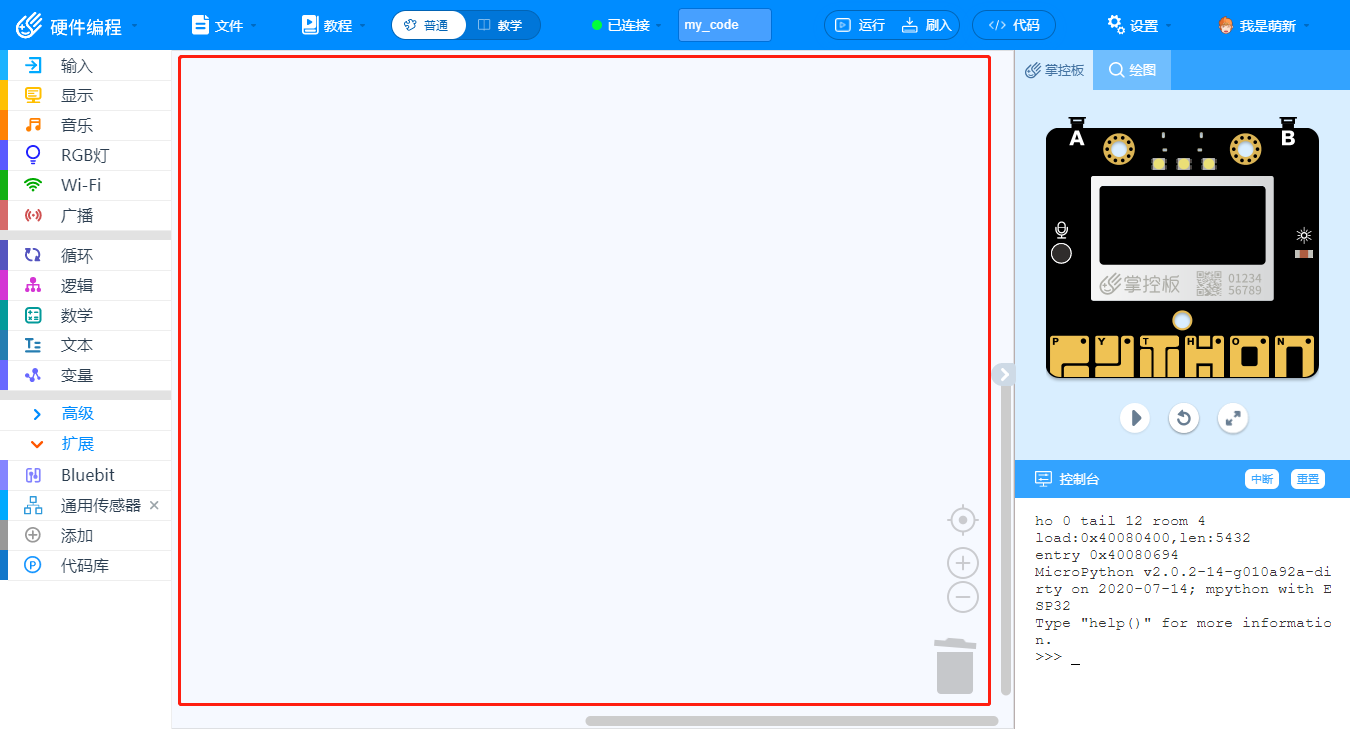 硬件编程
文件
教程
普通
教学
已连接
my_code
运行
刷入
</> 代码
设置
我是萌新
输入
显示
音乐
RGB灯
Wi-Fi
广播
循环
逻辑
数学
文本
变量
高级
扩展
Bluebit
通用传感器 ×
添加
代码库
掌控板
绘图
A
B
掌控板
01234
56789
P Y T H O N
控制台
中断
重置
ho 0 tail 12 room 4
load:0x40080400,len:5432
entry 0x40080694
MicroPython v2.0.2-14-g010a92a-di
rty on 2020-07-14; mpython with E
SP32
Type "help()" for more informatio
n.
>>> _